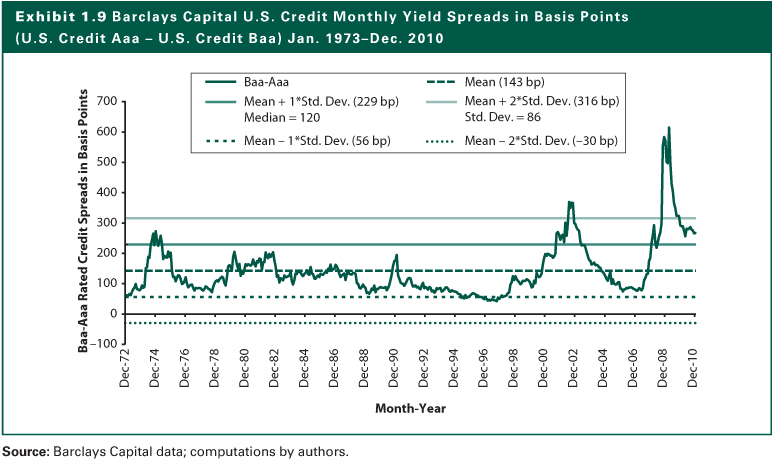 Exhibit 1.9 Barclays Capital U.S. Credit Monthly Yield Spreads in Basis Points
(U.S. Credit Aaa – U.S. Credit Baa) Jan. 1973–Dec. 2010
Baa-Aaa
Mean (143 bp)
Mean + 1*Std. Dev. (229 bp)
Median = 120
Mean + 2*Std. Dev. (316 bp)
Std. Dev. = 86
Mean – 1*Std. Dev. (56 bp)
Mean – 2*Std. Dev. (–30 bp)
Baa-Aaa Rated Credit Spreads in Basis Points
700
600
500
400
300
200
100
0
–100
Dec-72
Dec-74
Dec-76
Dec-78
Dec-80
Dec-82
Dec-84
Dec-86
Dec-88
Dec-90
Dec-92
Dec-94
Dec-96
Dec-98
Dec-00
Dec-02
Dec-04
Dec-06
Dec-08
Dec-10
Month-Year
Source: Barclays Capital data; computations by authors.